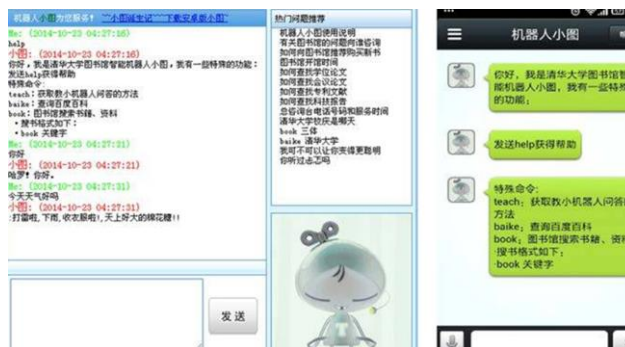 机器人小图为您服务! ^^小图诞生记^^下载安卓版小图^
Me: (2014-10-23 04:27:16)
help
小图: (2014-10-23 04:27:16)
你好，我是清华大学图书馆智能机器人小图，我有一些特殊的功能：
发送help获得帮助
特殊命令：
teach: 获取教小机器人问答的方法
baike: 查询百度百科
book: 图书馆搜索书籍、资料
• 搜书格式如下：
• book 关键字
Me: (2014-10-23 04:27:21)
你好
小图: (2014-10-23 04:27:21)
哈罗! 你好。
Me: (2014-10-23 04:27:31)
今天天气好吗
小图: (2014-10-23 04:27:31)
:打雷啦,下雨,收衣服啦!,天上好大的棉花糖!!
发送
热门问题推荐
机器人小图使用说明
有关图书馆的问题向谁咨询
如何向图书馆推荐购买新书
图书馆开馆时间
如何查找学位论文
如何查找会议论文
如何查找专利文献
如何查找科技报告
总咨询台电话号码和服务时间
清华大学校庆是哪天
book 三体
baike 清华大学
我可不可以让你变得更聪明
你听过忐忑吗
T
机器人小图
你好，我是清华大学图书馆智
能机器人小图，我有一些特殊
的功能：
发送help获得帮助
特殊命令:
teach：获取教小机器人问答的
方法
baike：查询百度百科
book：图书馆搜索书籍、资料
·搜书格式如下：
·book 关键字